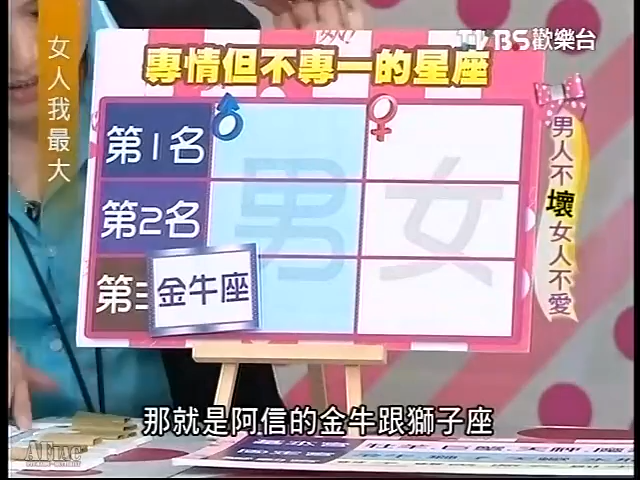 TVBS歡樂台
女人我最大
專情但不專一的星座
第1名
第2名
第三
金牛座
男
女
男人不壞女人不愛
那就是阿信的金牛跟獅子座